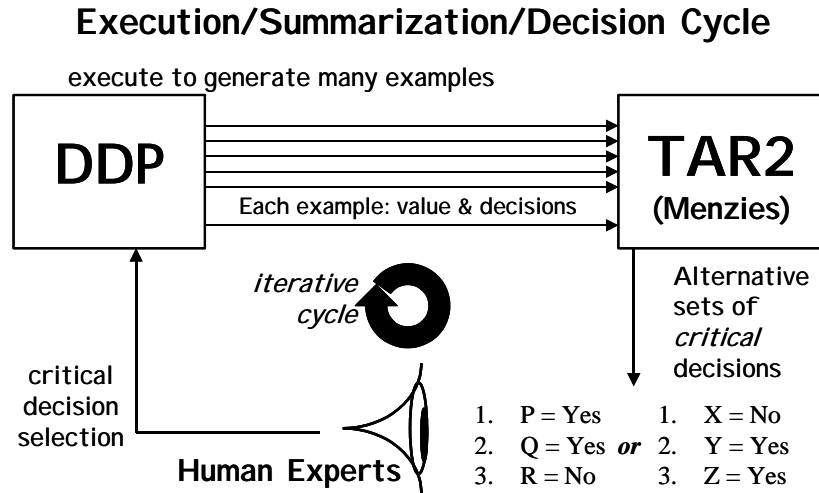 Execution/Summarization/Decision Cycle
execute to generate many examples
DDP
TAR2
(Menzies)
Each example: value & decisions
iterative
cycle
Alternative
sets of
critical
decisions
critical
decision
selection
Human Experts
1. P = Yes 1. X = No
2. Q = Yes or 2. Y = Yes
3. R = No 3. Z = Yes